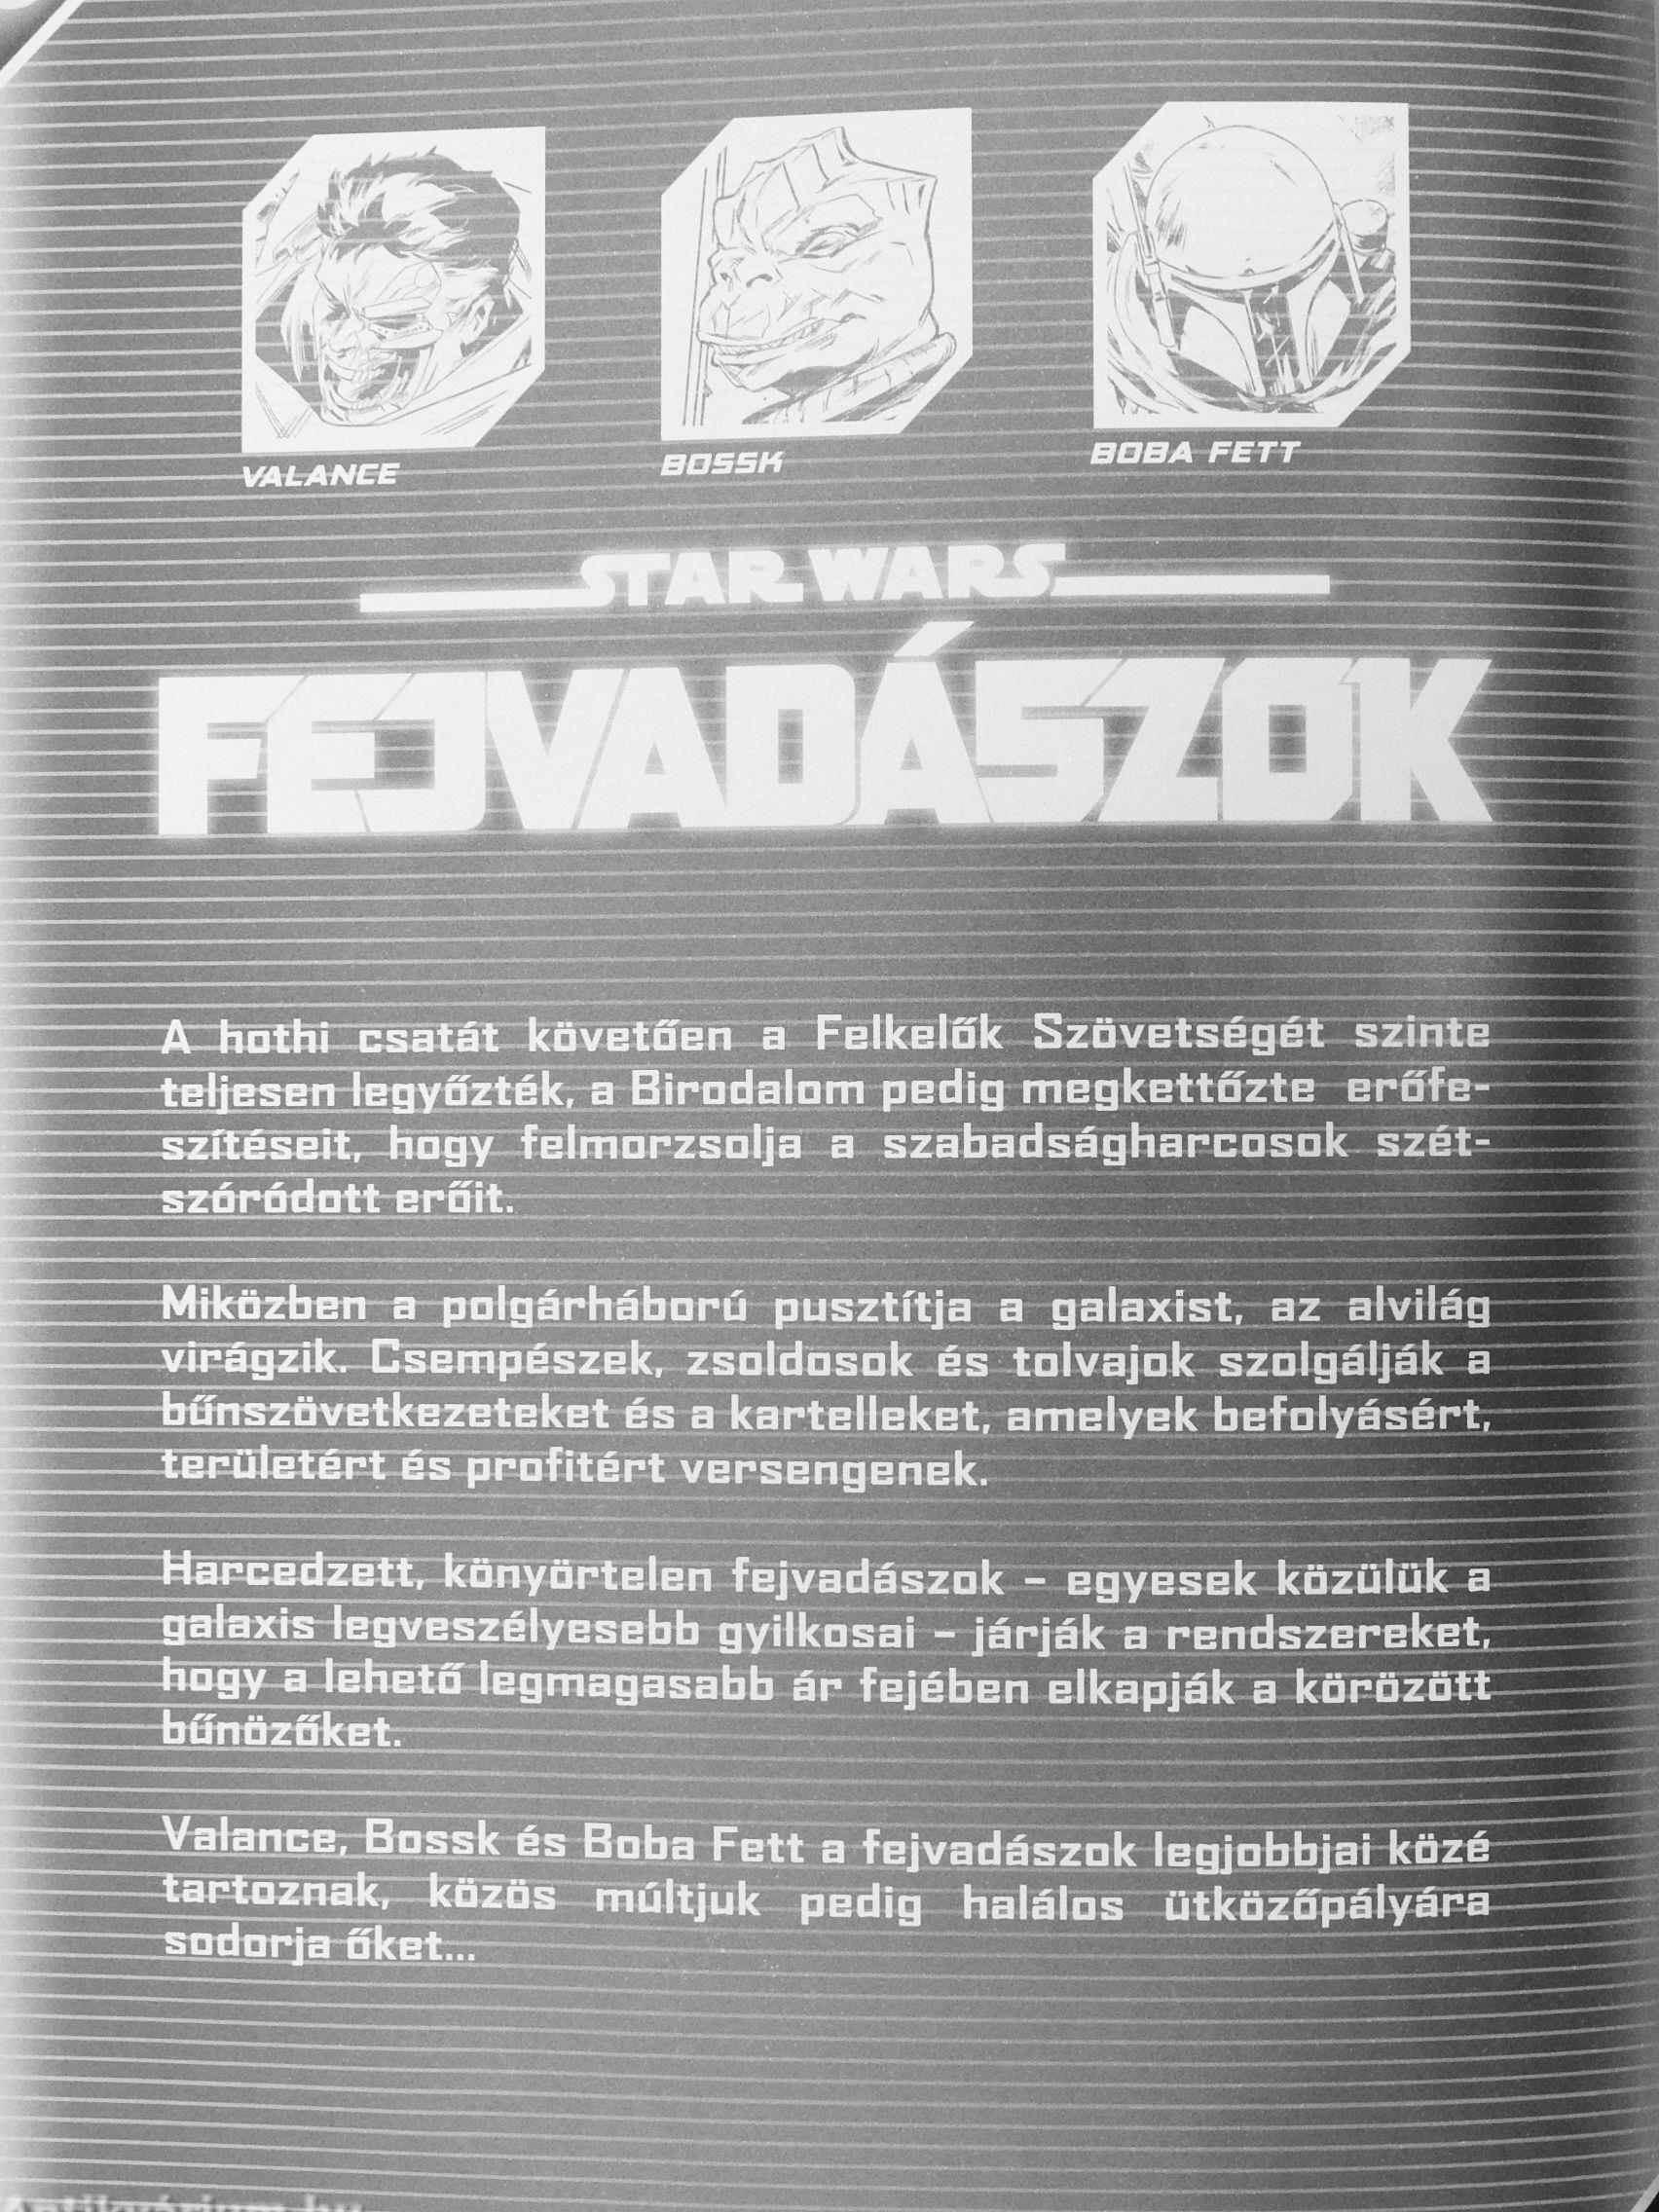 VALANCE
BOSSK
BOBA FETT
STAR WARS
FEJVADÁSZOK
A hothi csatát követően a Felkelők Szövetségét szinte
teljesen legyőzték, a Birodalom pedig megkettőzte erőfe-
szítéseit, hogy felmorzsolja a szabadságharcosok szét-
szóródott erőit.
Miközben a polgárháború pusztítja a galaxist, az alvilág
virágzik. Csempészek, zsoldosok és tolvajok szolgálják a
bűnszövetkezeteket és a kartelleket, amelyek befolyásért,
területért és profitért versengenek.
Harcedzett, könyörtelen fejvadászok – egyesek közülük a
galaxis legveszélyesebb gyilkosai – járják a rendszereket,
hogy a lehető legmagasabb ár fejében elkapják a körözött
bűnözőket.
Valance, Bossk és Boba Fett a fejvadászok legjobbjai közé
tartoznak, közös múltjuk pedig halálos ütközőpályára
sodorja őket...